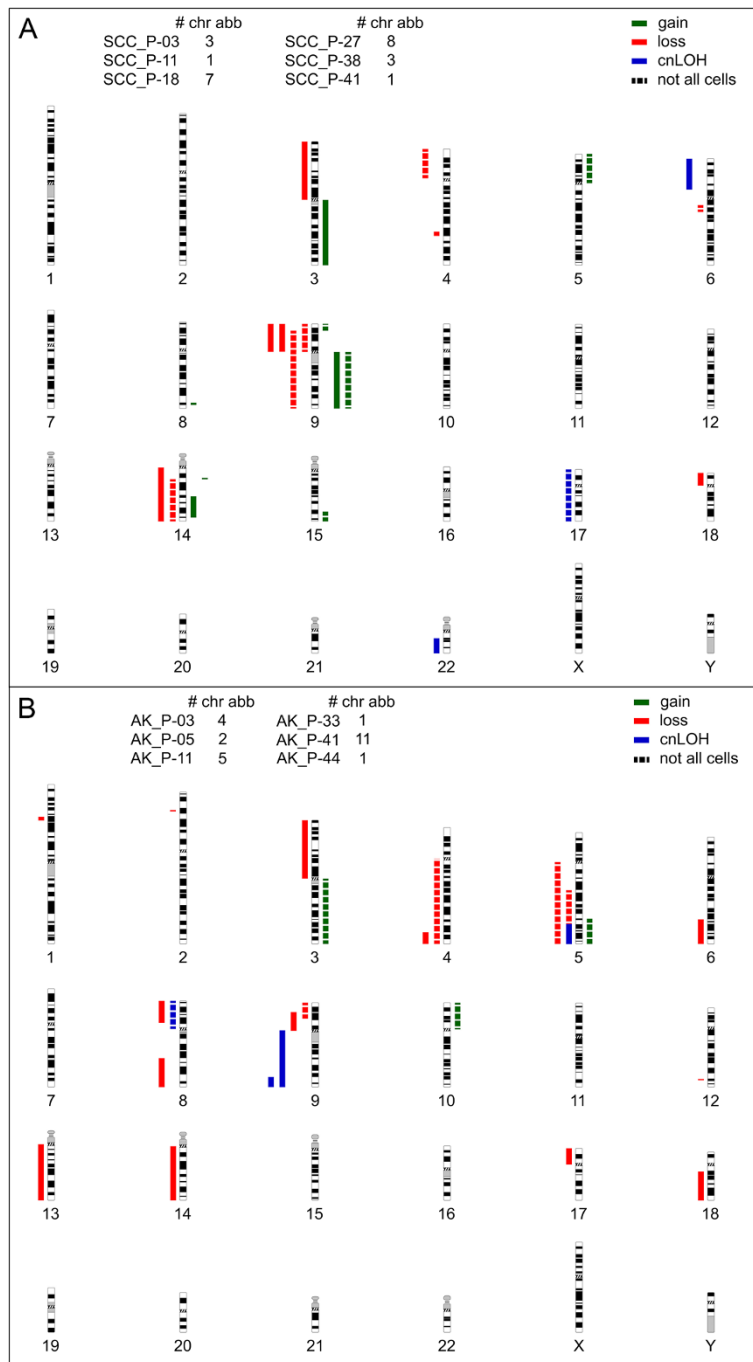 A
# chr abb # chr abb
SCC_P-03 3 SCC_P-27 8
SCC_P-11 1 SCC_P-38 3
SCC_P-18 7 SCC_P-41 1
gain
loss
cnLOH
not all cells
1 2 3 4 5 6
7 8 9 10 11 12
13 14 15 16 17 18
19 20 21 22 X Y
B
# chr abb # chr abb
AK_P-03 4 AK_P-33 1
AK_P-05 2 AK_P-41 11
AK_P-11 5 AK_P-44 1
gain
loss
cnLOH
not all cells
1 2 3 4 5 6
7 8 9 10 11 12
13 14 15 16 17 18
19 20 21 22 X Y